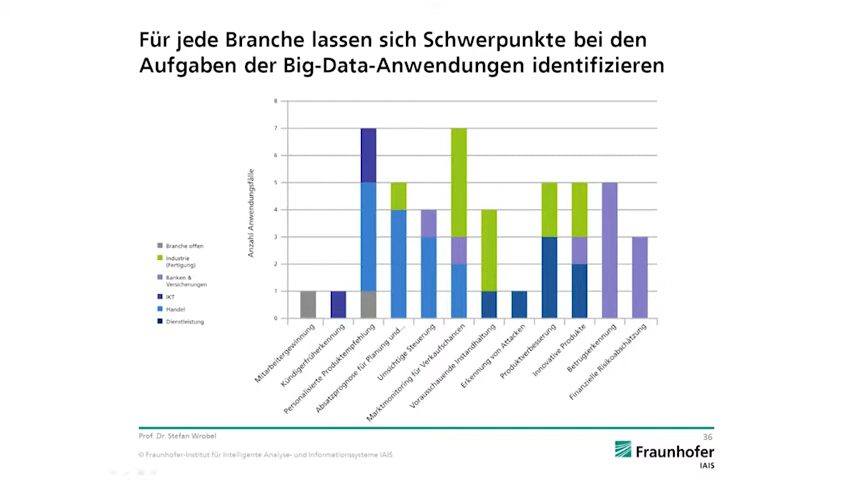 Für jede Branche lassen sich Schwerpunkte bei den
Aufgaben der Big-Data-Anwendungen identifizieren
8
7
6
5
4
3
2
1
0
Anzahl Anwendungsfälle
Branche offen
Industrie
(Fertigung)
Banken &
Versicherungen
IKT
Handel
Dienstleistung
Mitarbeitergewinnung
Kündigerfrüherkennung
Personalisierte Produktempfehlung
Absatzprognose für Planung und...
Umsichtige Steuerung
Marktmonitoring für Verkaufschancen
Vorausschauende Instandhaltung
Erkennung von Attacken
Produktverbesserung
Innovative Produkte
Betrugserkennung
Finanzielle Risikoabschätzung
Prof. Dr. Stefan Wrobel
36
© Fraunhofer-Institut für Intelligente Analyse- und Informationssysteme IAIS
Fraunhofer
IAIS